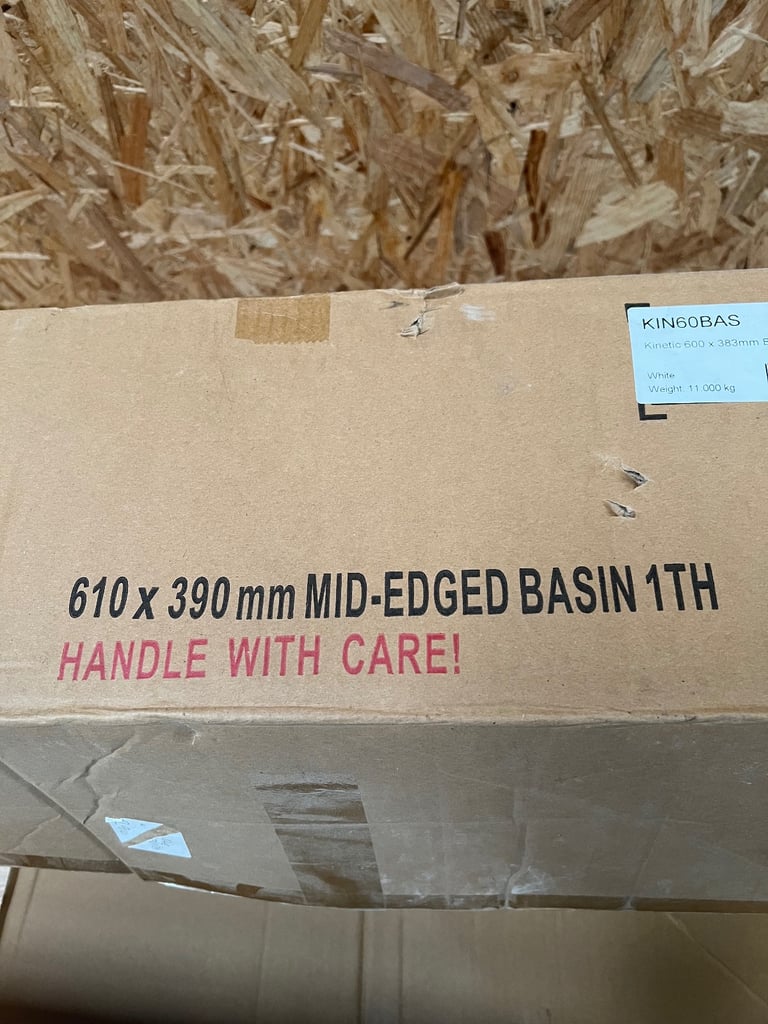 KIN60BAS
Kinetic 600 x 383mm
White
Weight: 11.000 kg
610 x 390 mm MID-EDGED BASIN 1TH
HANDLE WITH CARE!